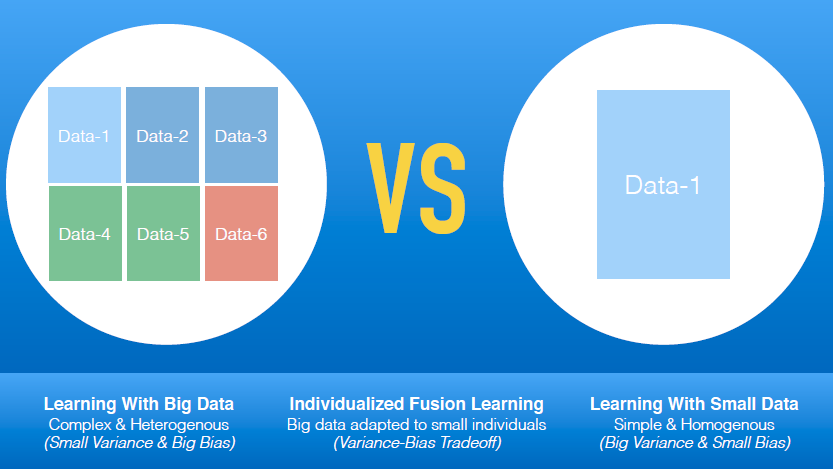 Data-1
Data-2
Data-3
Data-4
Data-5
Data-6
VS
Data-1
Learning With Big Data
Complex & Heterogenous
(Small Variance & Big Bias)
Individualized Fusion Learning
Big data adapted to small individuals
(Variance-Bias Tradeoff)
Learning With Small Data
Simple & Homogenous
(Big Variance & Small Bias)